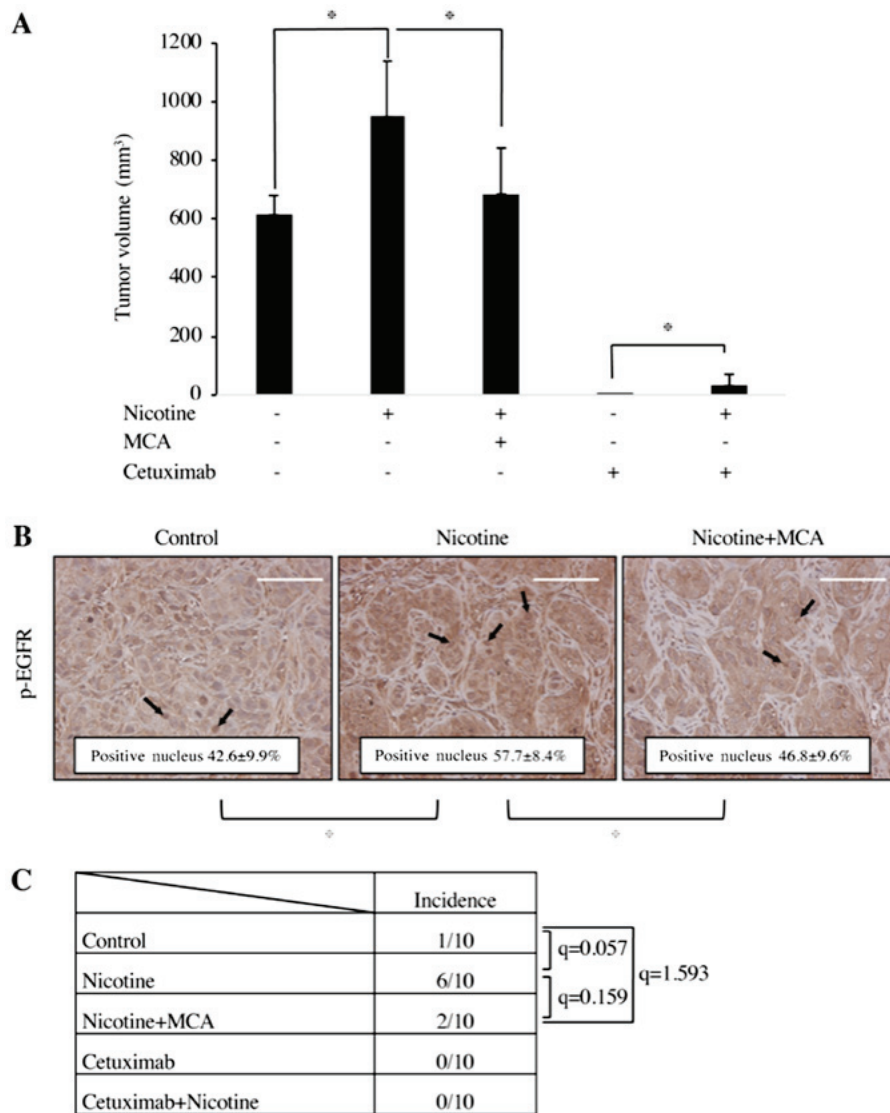 A
Tumor volume (mm³)
1200
1000
800
600
400
200
0
*
*
*
Nicotine - + + - +
MCA - - + - -
Cetuximab - - - + +
B
Control Nicotine Nicotine+MCA
p-EGFR
Positive nucleus 42.6±9.9% Positive nucleus 57.7±8.4% Positive nucleus 46.8±9.6%
* *
C
Incidence
Control 1/10
Nicotine 6/10
Nicotine+MCA 2/10
Cetuximab 0/10
Cetuximab+Nicotine 0/10
q=0.057
q=0.159
q=1.593